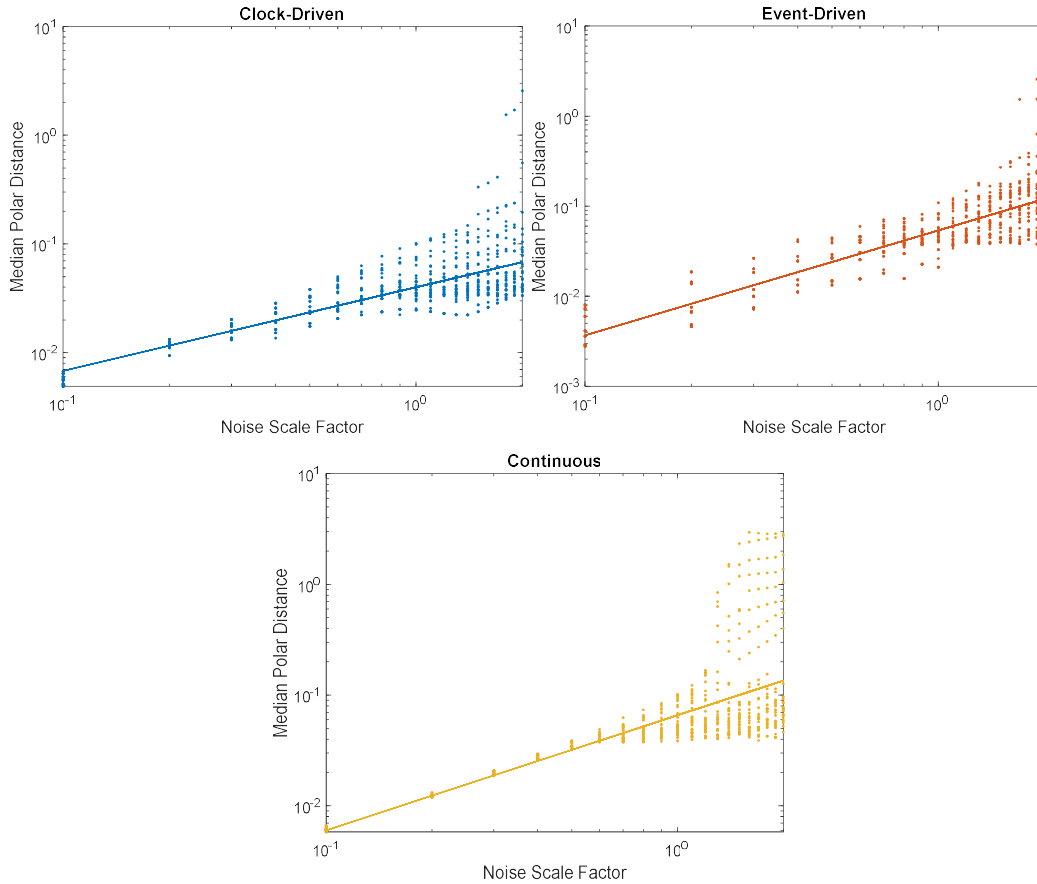 Clock-Driven
10^1
10^0
10^-1
10^-2
Median Polar Distance
10^-1
10^0
Noise Scale Factor
Event-Driven
10^1
10^0
10^-1
10^-2
10^-3
Median Polar Distance
10^-1
10^0
Noise Scale Factor
Continuous
10^1
10^0
10^-1
10^-2
Median Polar Distance
10^-1
10^0
Noise Scale Factor